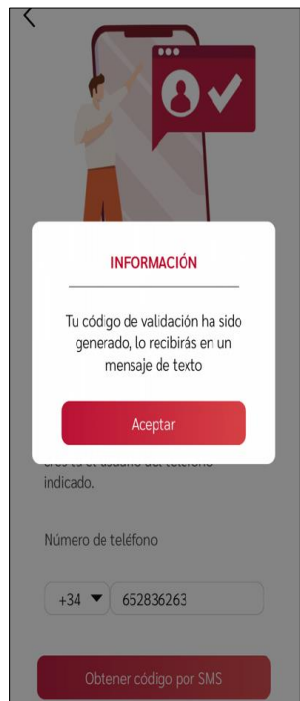 INFORMACIÓN
Tu código de validación ha sido
generado, lo recibirás en un
mensaje de texto
Aceptar
indicado.
Número de teléfono
+34
652836263
Obtener código por SMS